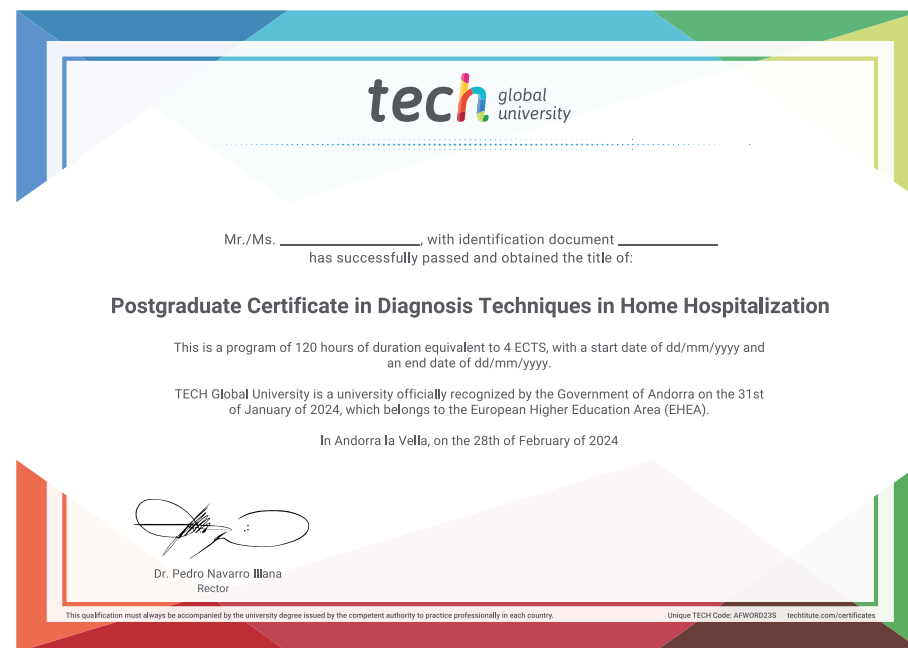 tech global
university
Mr./Ms. ____________________, with identification document ______________
has successfully passed and obtained the title of:
Postgraduate Certificate in Diagnosis Techniques in Home Hospitalization
This is a program of 120 hours of duration equivalent to 4 ECTS, with a start date of dd/mm/yyyy and
an end date of dd/mm/yyyy.
TECH Global University is a university officially recognized by the Government of Andorra on the 31st
of January of 2024, which belongs to the European Higher Education Area (EHEA).
In Andorra la Vella, on the 28th of February of 2024
Dr. Pedro Navarro Illana
Rector
This qualification must always be accompanied by the university degree issued by the competent authority to practice professionally in each country.
Unique TECH Code: AFWORD23S techtitute.com/certificates